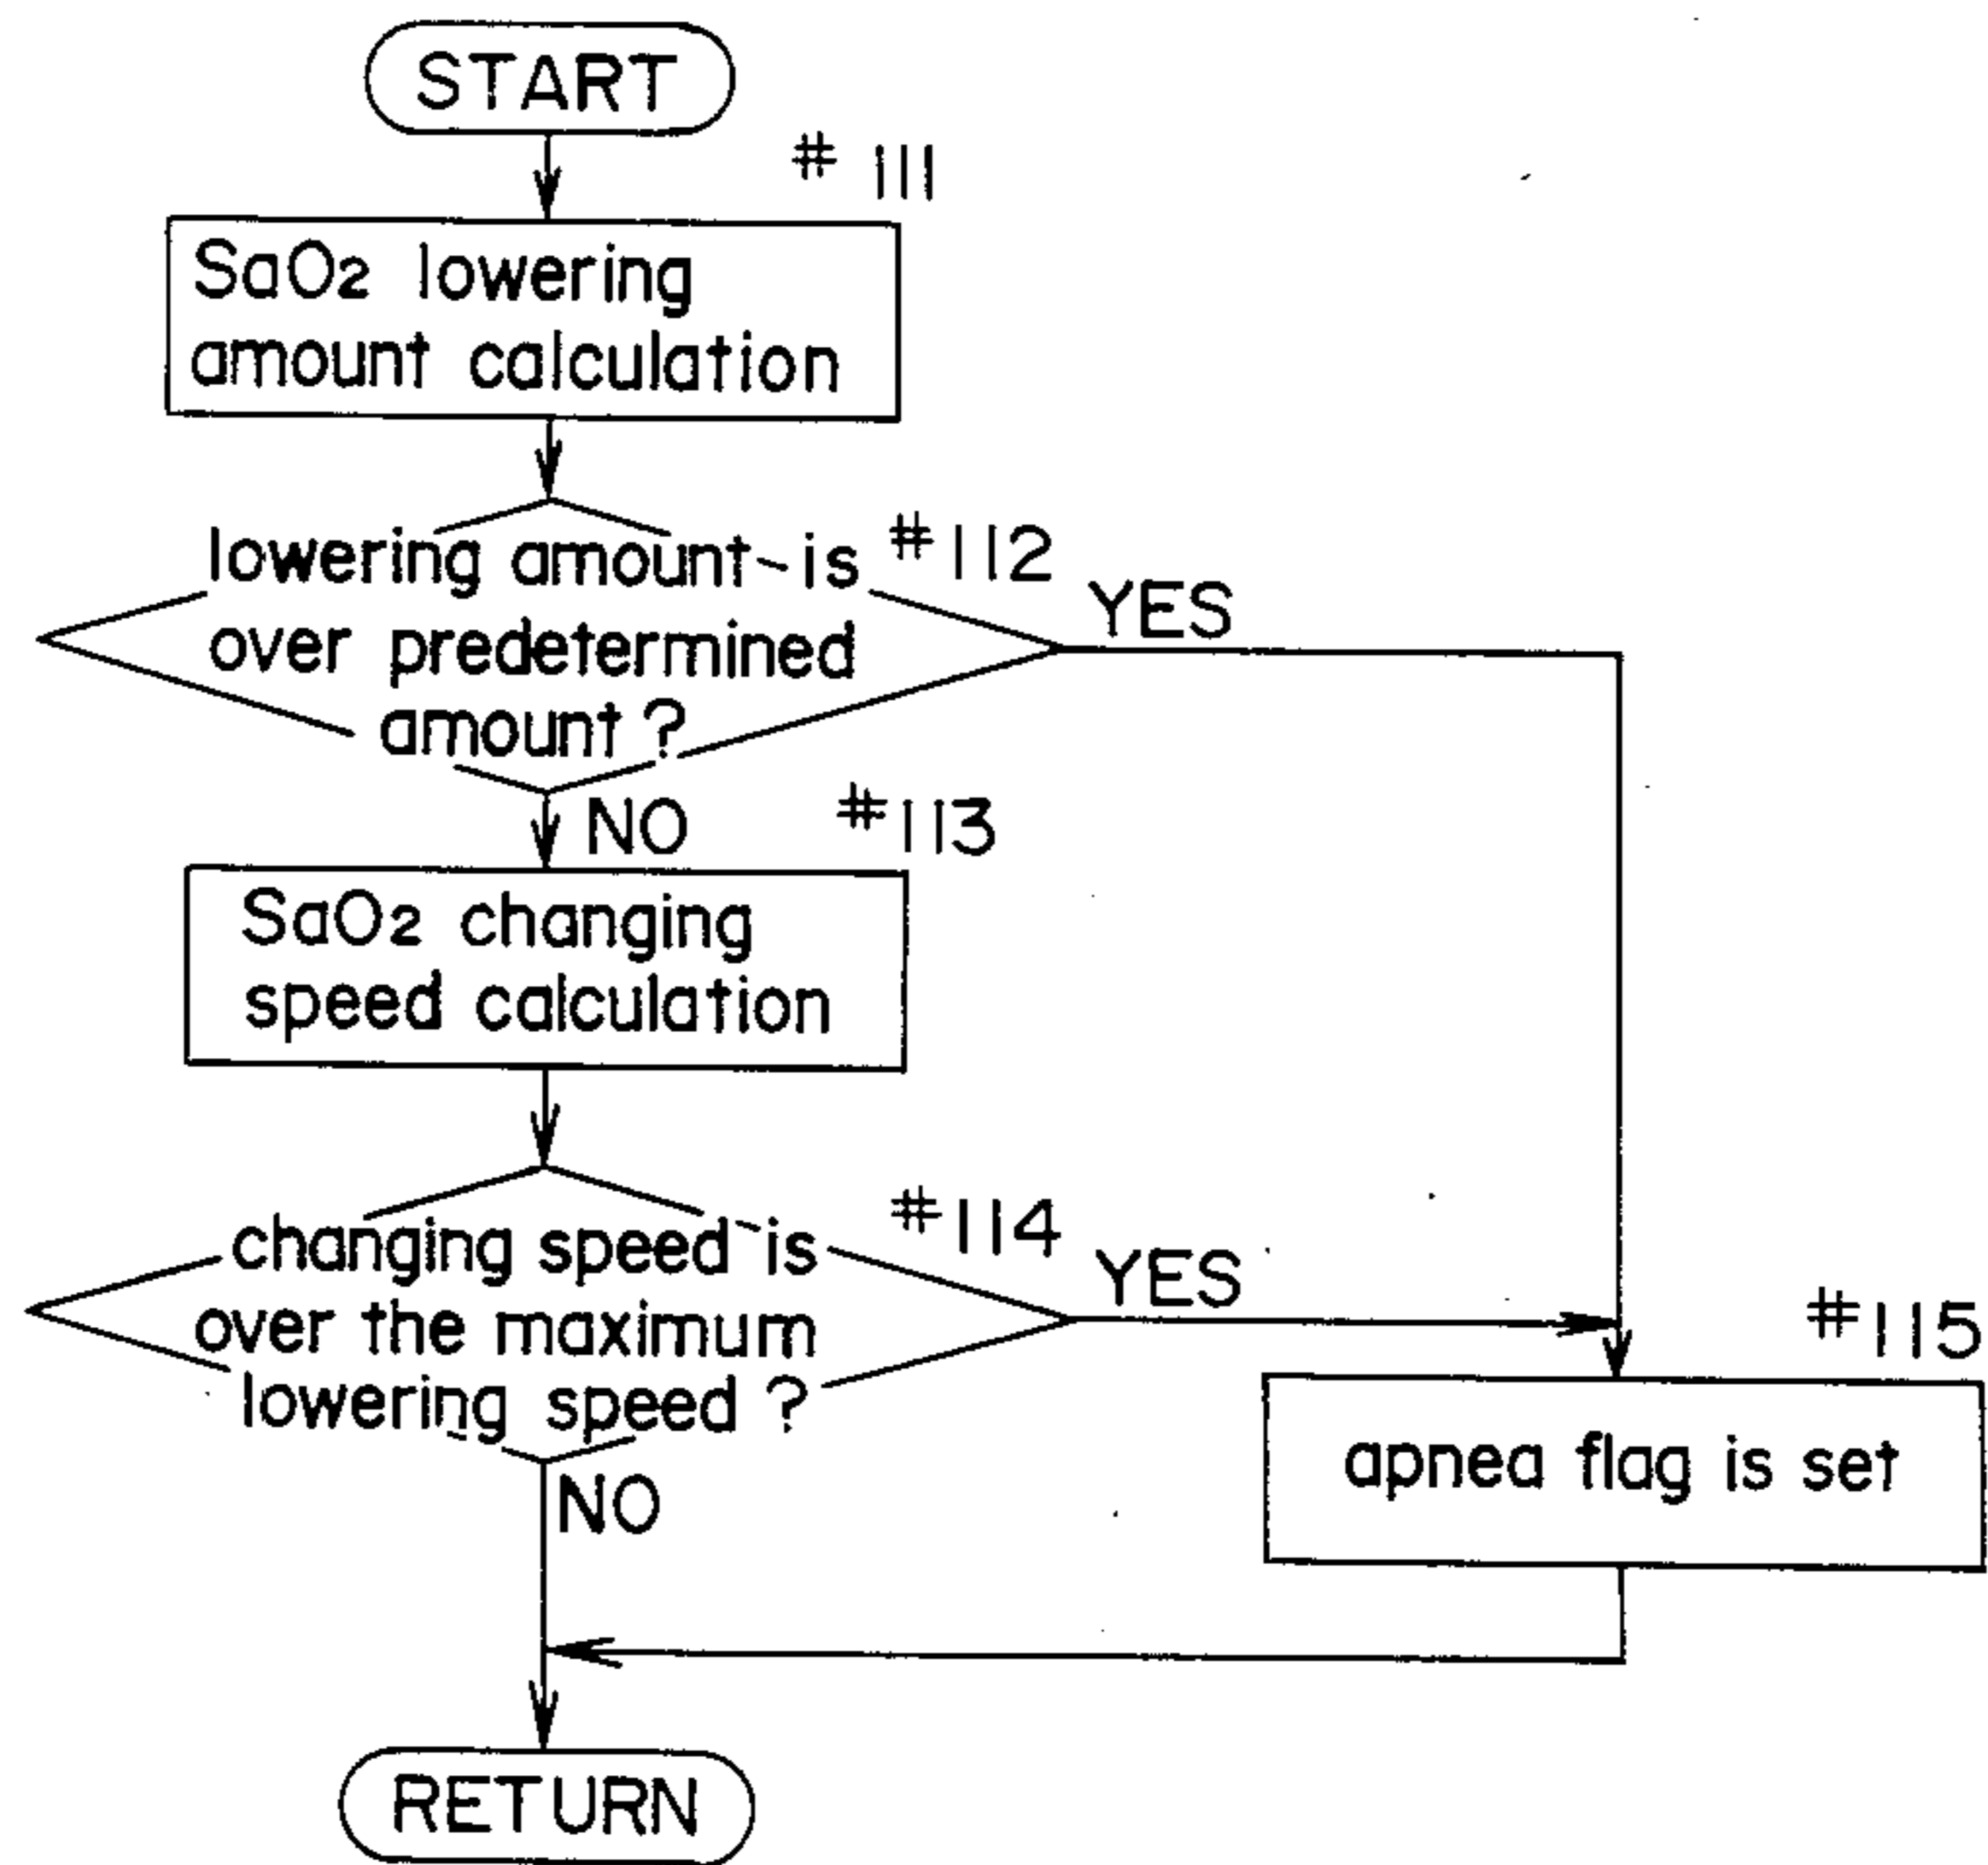 START
# 111
SaO2 lowering
amount calculation
lowering amount is
over predetermined
amount ?
#112
YES
NO
#113
SaO2 changing
speed calculation
changing speed is
over the maximum
lowering speed ?
#114
YES
NO
#115
apnea flag is set
RETURN